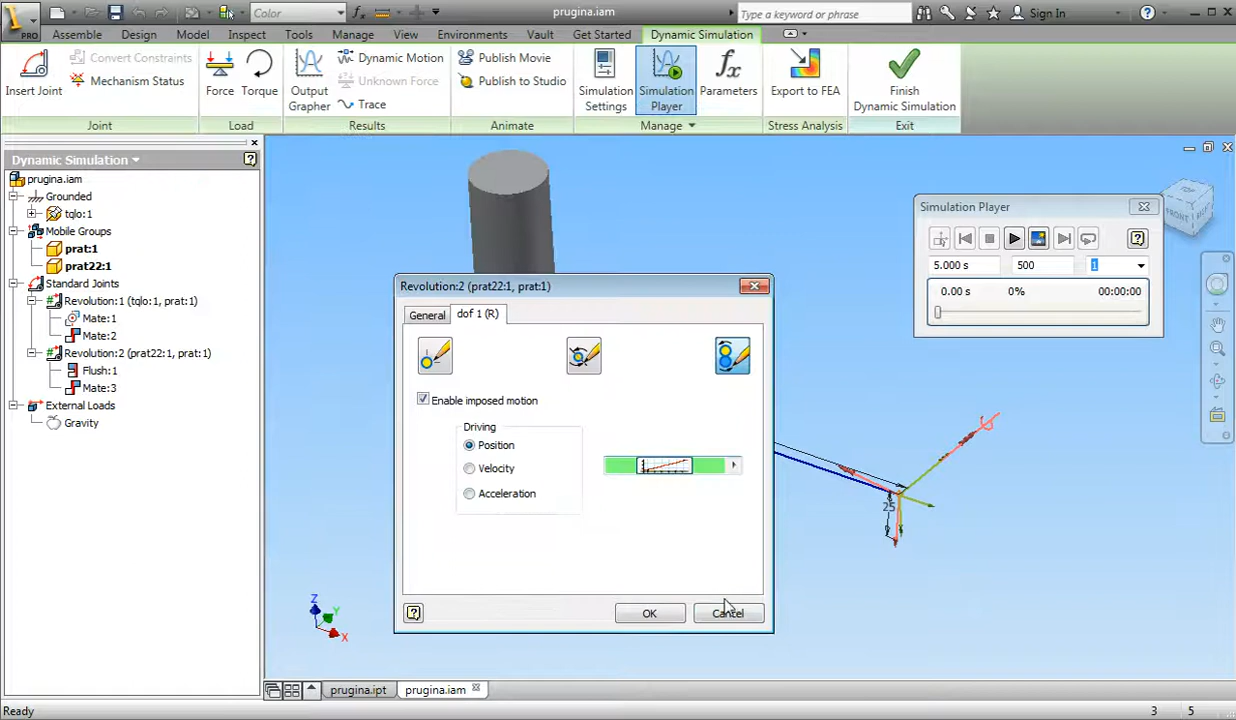 PRO
Color
prugina.iam
Type a keyword or phrase
Sign In
Assemble
Design
Model
Inspect
Tools
Manage
View
Environments
Vault
Get Started
Dynamic Simulation
Insert Joint
Convert Constraints
Mechanism Status
Force
Torque
Output
Grapher
Dynamic Motion
Unknown Force
Trace
Publish Movie
Publish to Studio
Simulation
Settings
Simulation
Player
Parameters
Export to FEA
Finish
Dynamic Simulation
Joint
Load
Results
Animate
Manage
Stress Analysis
Exit
Dynamic Simulation
prugina.iam
Grounded
tqlo:1
Mobile Groups
prat:1
prat22:1
Standard Joints
Revolution:1 (tqlo:1, prat:1)
Mate:1
Mate:2
Revolution:2 (prat22:1, prat:1)
Flush:1
Mate:3
External Loads
Gravity
Simulation Player
5.000 s
500
1
0.00 s
0%
00:00:00
FRONT
RIGHT
Revolution:2 (prat22:1, prat:1)
General
dof 1 (R)
Enable imposed motion
Driving
Position
Velocity
Acceleration
OK
Cancel
25
Z
Y
X
prugina.ipt
prugina.iam
Ready
3
5